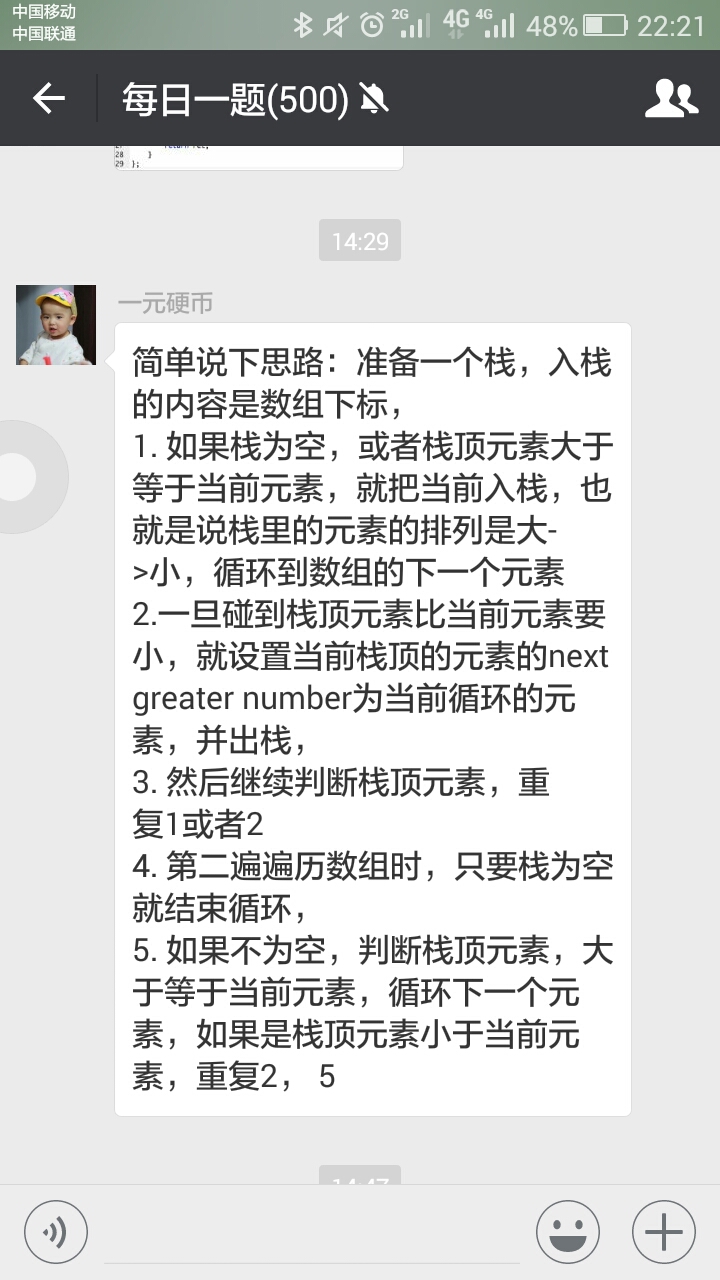 中国移动
中国联通
2G 4G 4G 48% 22:21
每日一题(500)
28 }
29 };
14:29
一元硬币
简单说下思路：准备一个栈，入栈
的内容是数组下标，
1. 如果栈为空，或者栈顶元素大于
等于当前元素，就把当前入栈，也
就是说栈里的元素的排列是大-
>小，循环到数组的下一个元素
2.一旦碰到栈顶元素比当前元素要
小，就设置当前栈顶的元素的next
greater number为当前循环的元
素，并出栈，
3. 然后继续判断栈顶元素，重
复1或者2
4. 第二遍遍历数组时，只要栈为空
就结束循环，
5. 如果不为空，判断栈顶元素，大
于等于当前元素，循环下一个元
素，如果是栈顶元素小于当前元
素，重复2， 5